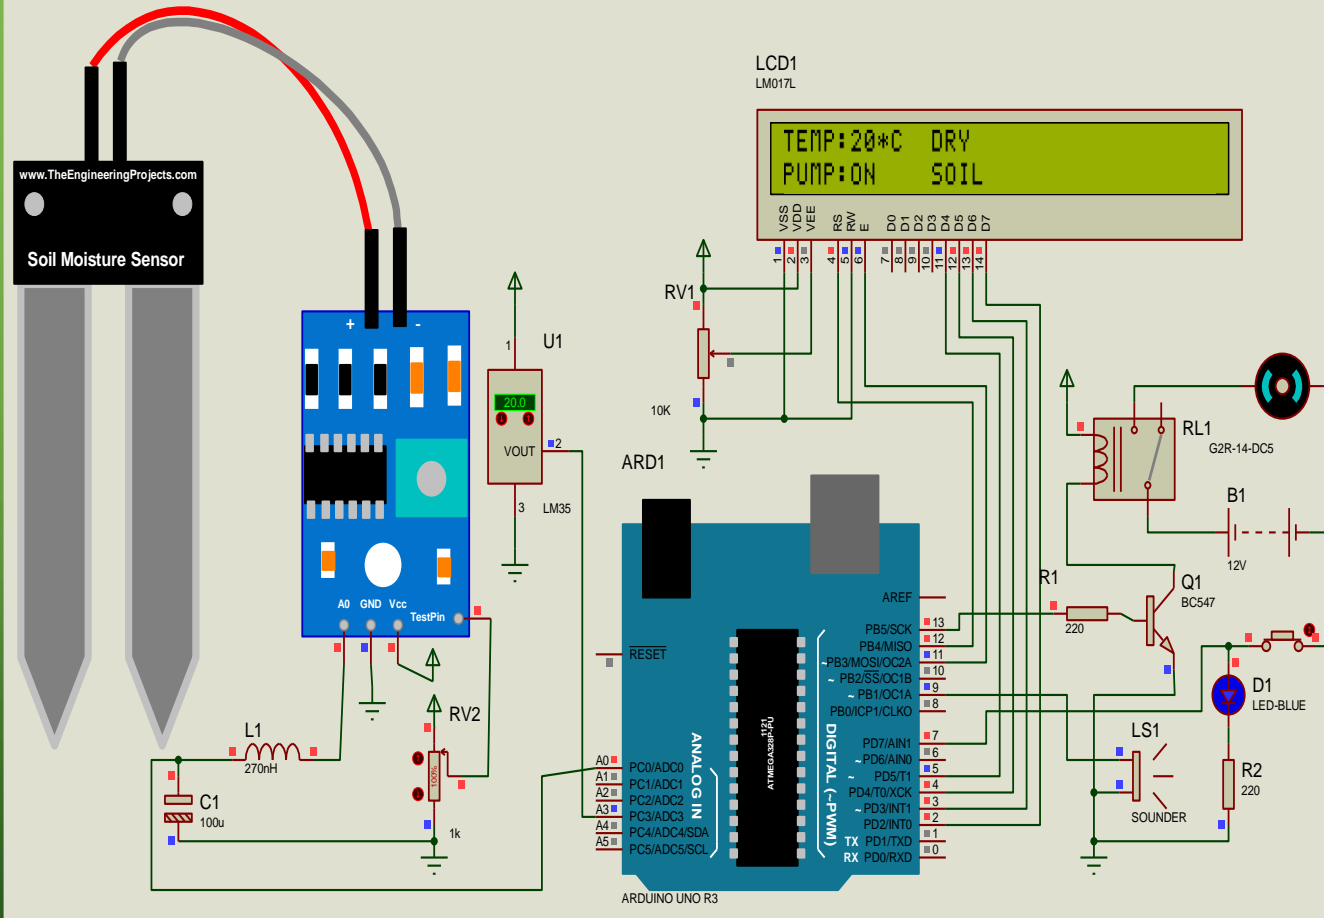 LCD1
LM017L
TEMP:20*C DRY
PUMP:ON SOIL
VSS
VDD
VEE
RS
RW
E
D0
D1
D2
D3
D4
D5
D6
D7
1
2
3
4
5
6
7
8
9
10
11
12
13
14
www.TheEngineeringProjects.com
Soil Moisture Sensor
+ -
A0 GND Vcc
TestPin
U1
1
20.0
VOUT
2
3
LM35
RV1
10K
RL1
G2R-14-DC5
B1
12V
Q1
BC547
R1
220
D1
LED-BLUE
R2
220
LS1
SOUNDER
L1
270nH
C1
100u
RV2
100%
1k
ARD1
AREF
RESET
PB5/SCK 13
PB4/MISO 12
~PB3/MOSI/OC2A 11
~ PB2/SS/OC1B 10
~ PB1/OC1A 9
PB0/ICP1/CLKO 8
PD7/AIN1 7
~ PD6/AIN0 6
~ PD5/T1 5
PD4/T0/XCK 4
~ PD3/INT1 3
PD2/INT0 2
TX PD1/TXD 1
RX PD0/RXD 0
A0 PC0/ADC0
A1 PC1/ADC1
A2 PC2/ADC2
A3 PC3/ADC3
A4 PC4/ADC4/SDA
A5 PC5/ADC5/SCL
ANALOG IN
1121
ATMEGA328P-PU
DIGITAL (~PWM)
ARDUINO UNO R3